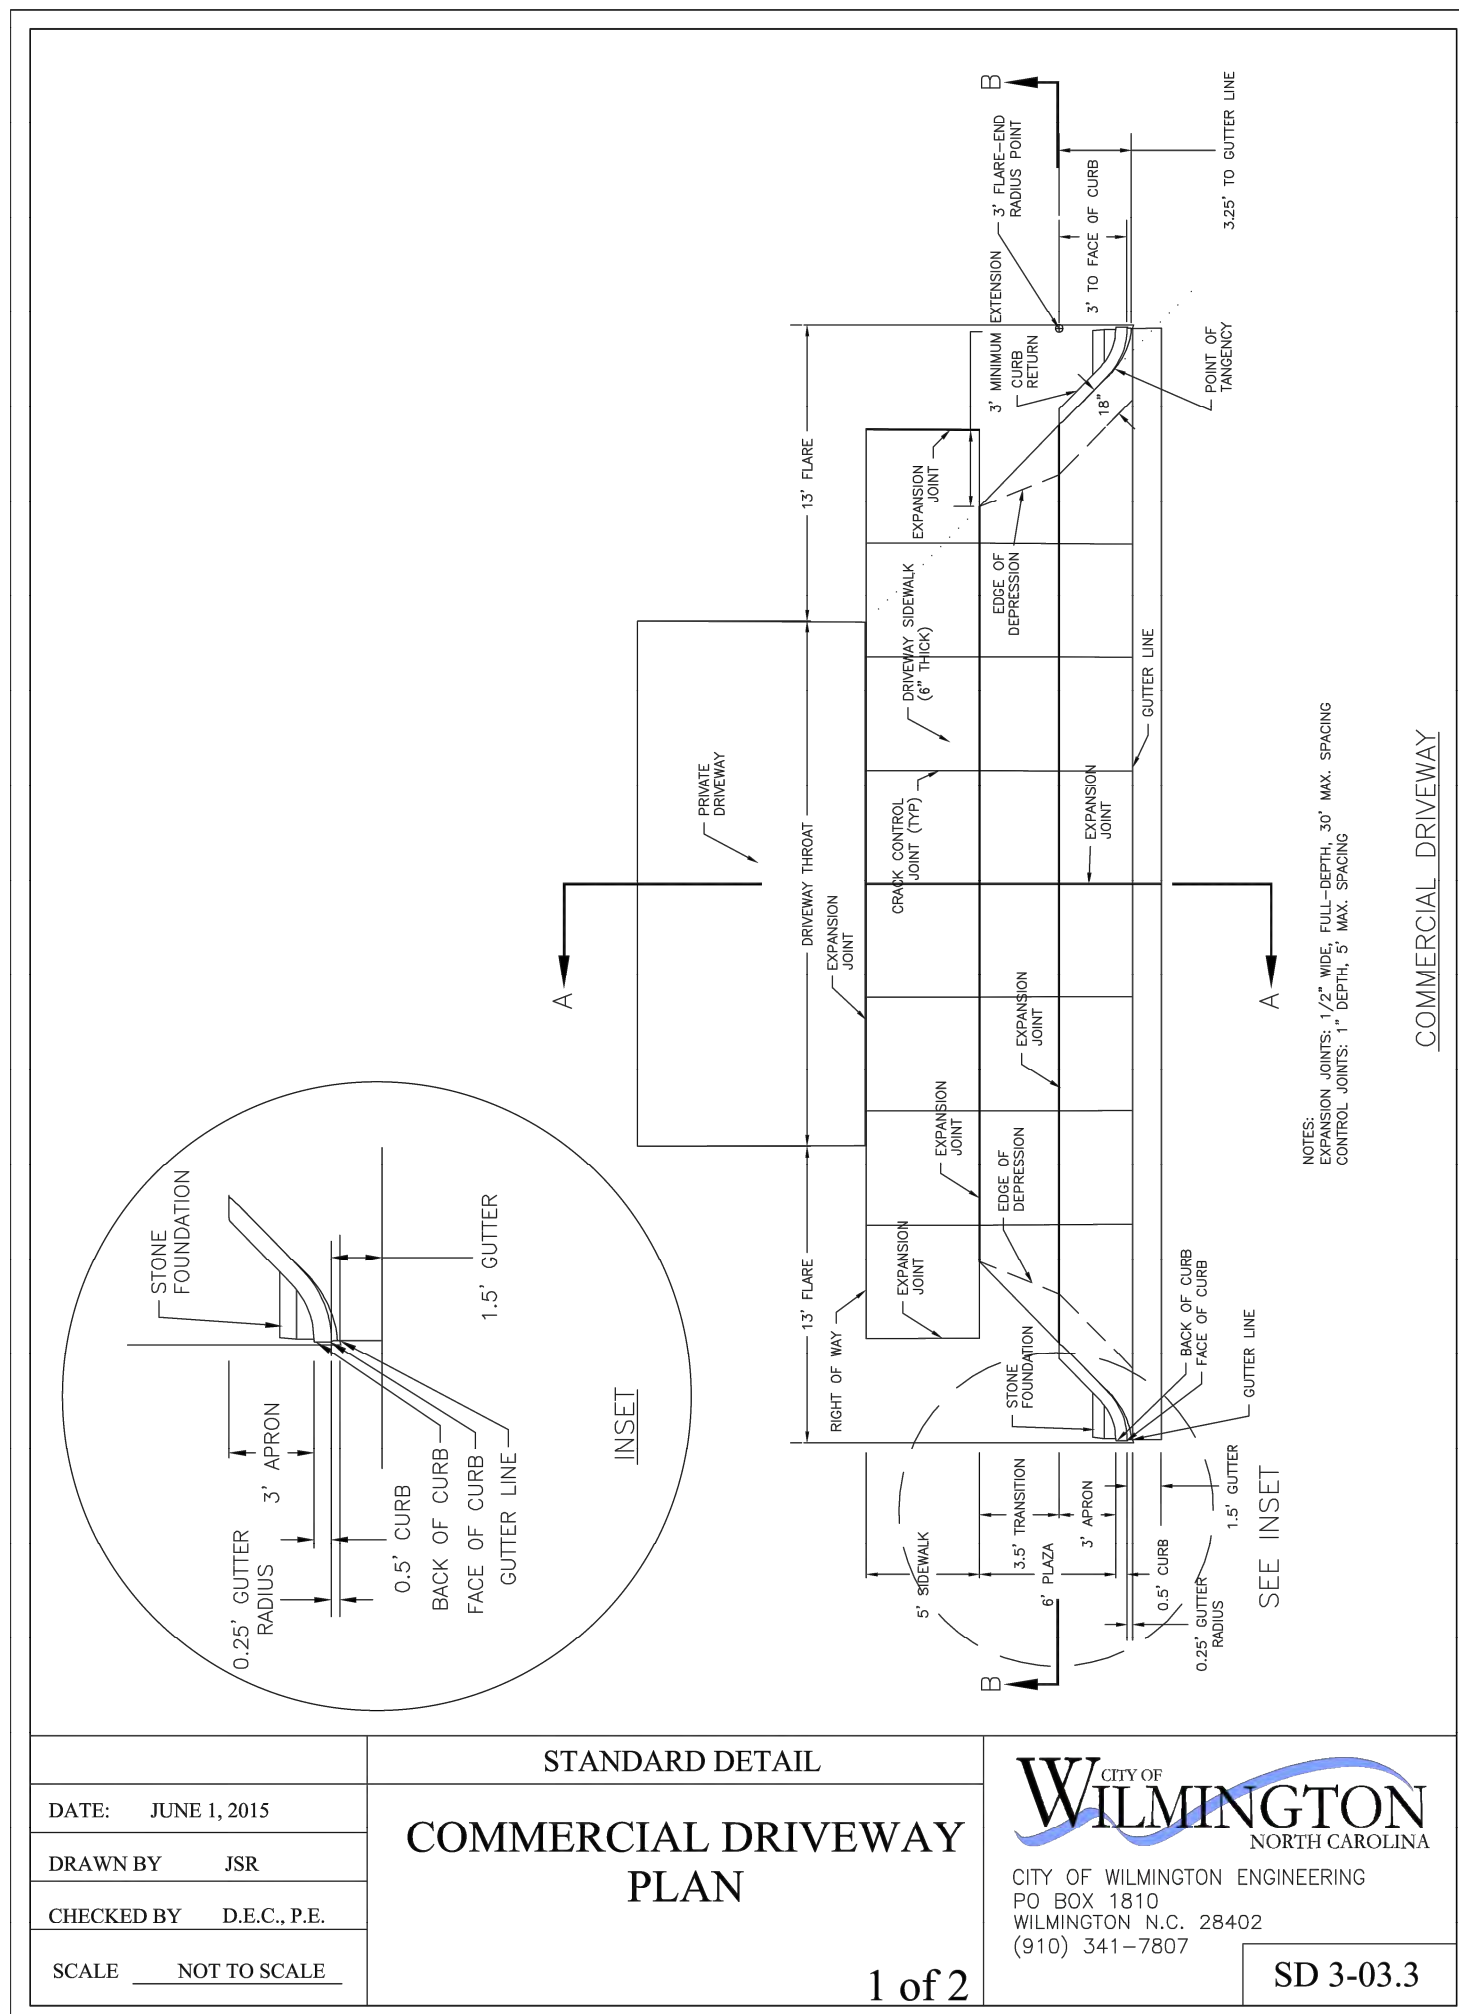 B
3' FLARE-END
RADIUS POINT
3.25' TO GUTTER LINE
3' TO FACE OF CURB
3' MINIMUM EXTENSION
CURB
RETURN
18"
POINT OF
TANGENCY
13' FLARE
EXPANSION
JOINT
EDGE OF
DEPRESSION
DRIVEWAY SIDEWALK
(6" THICK)
GUTTER LINE
PRIVATE
DRIVEWAY
DRIVEWAY THROAT
CRACK CONTROL
JOINT (TYP)
EXPANSION
JOINT
EXPANSION
JOINT
A
A
EXPANSION
JOINT
EXPANSION
JOINT
EDGE OF
DEPRESSION
13' FLARE
EXPANSION
JOINT
RIGHT OF WAY
STONE
FOUNDATION
BACK OF CURB
FACE OF CURB
GUTTER LINE
5' SIDEWALK
3.5' TRANSITION
6' PLAZA
3' APRON
0.5' CURB
0.25' GUTTER
RADIUS
1.5' GUTTER
SEE INSET
B
NOTES:
EXPANSION JOINTS: 1/2" WIDE, FULL-DEPTH, 30' MAX. SPACING
CONTROL JOINTS: 1" DEPTH, 5' MAX. SPACING
COMMERCIAL DRIVEWAY
STONE
FOUNDATION
1.5' GUTTER
3' APRON
0.25' GUTTER
RADIUS
0.5' CURB
BACK OF CURB
FACE OF CURB
GUTTER LINE
INSET
STANDARD DETAIL
COMMERCIAL DRIVEWAY
PLAN
1 of 2
DATE: JUNE 1, 2015
DRAWN BY JSR
CHECKED BY D.E.C., P.E.
SCALE NOT TO SCALE
CITY OF
WILMINGTON
NORTH CAROLINA
CITY OF WILMINGTON ENGINEERING
PO BOX 1810
WILMINGTON N.C. 28402
(910) 341-7807
SD 3-03.3